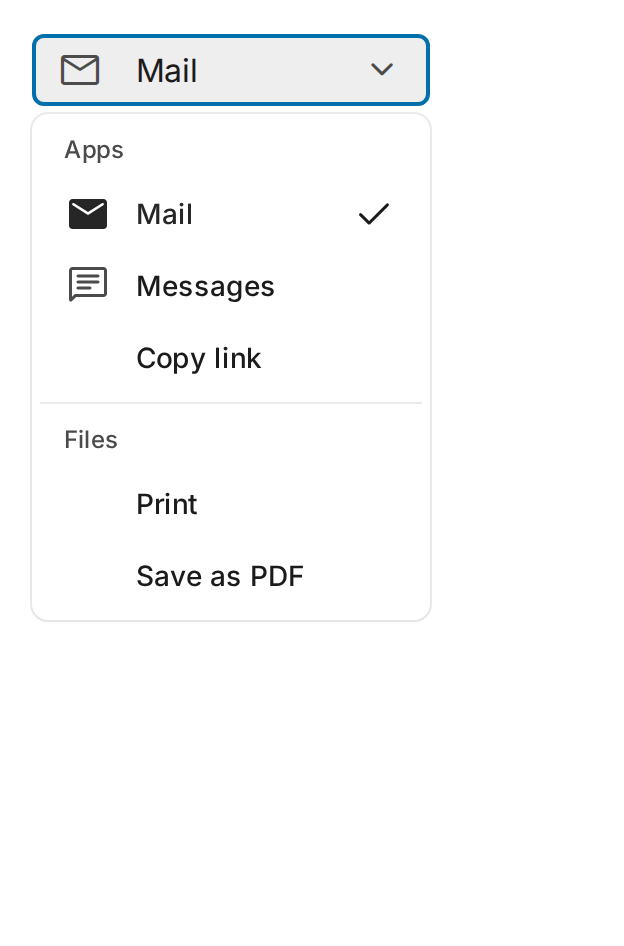 Mail
Apps
Mail
Messages
Copy link
Files
Print
Save as PDF